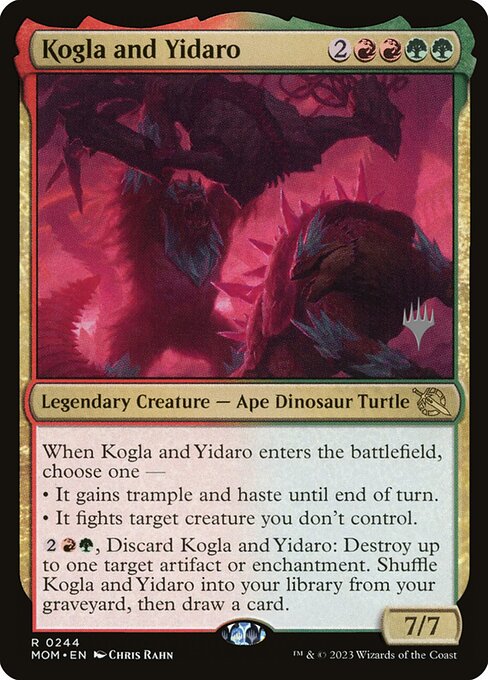 Kogla and Yidaro 2
Legendary Creature — Ape Dinosaur Turtle
When Kogla and Yidaro enters the battlefield,
choose one —
• It gains trample and haste until end of turn.
• It fights target creature you don't control.
2, Discard Kogla and Yidaro: Destroy up
to one target artifact or enchantment. Shuffle
Kogla and Yidaro into your library from your
graveyard, then draw a card.
7/7
R 0244
MOM • EN Chris Rahn ™ & © 2023 Wizards of the Coast